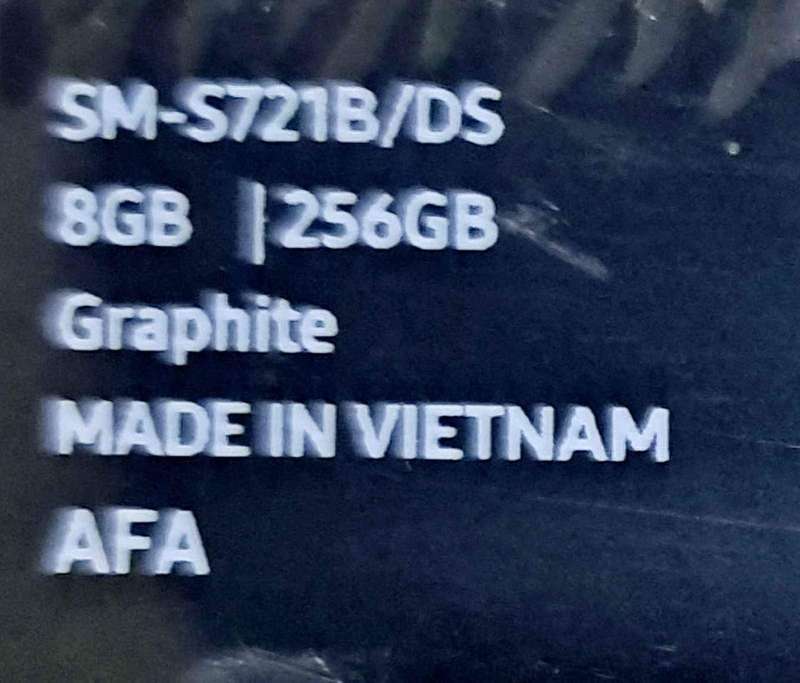 SM-S721B/DS
8GB | 256GB
Graphite
MADE IN VIETNAM
AFA